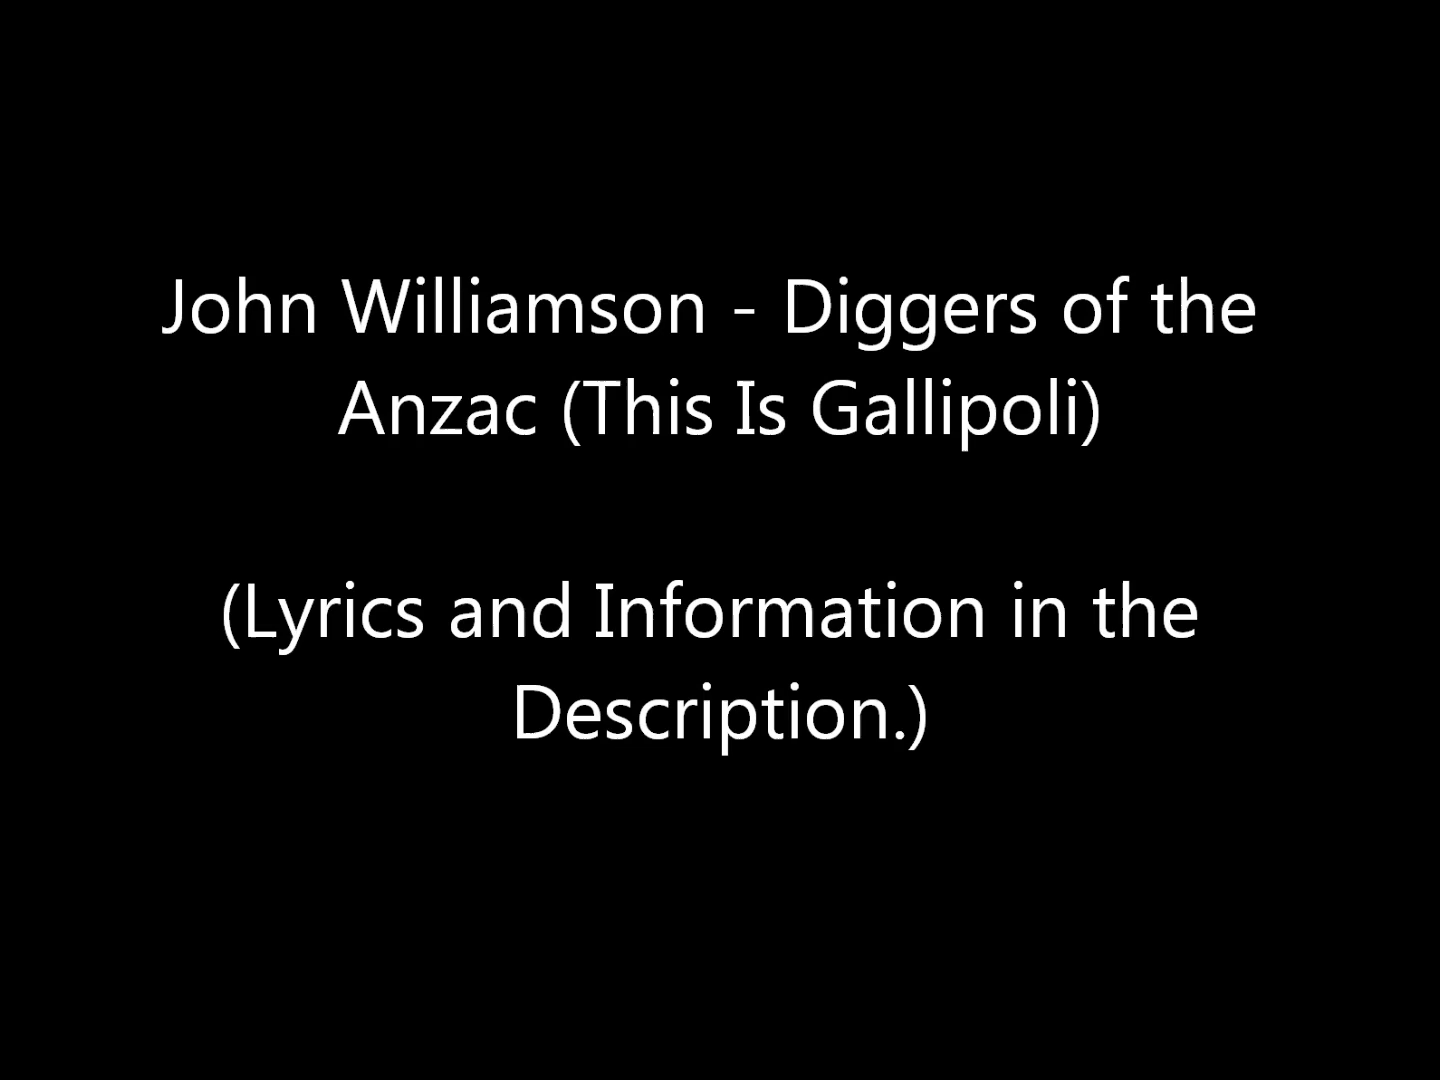 John Williamson - Diggers of the
Anzac (This Is Gallipoli)
(Lyrics and Information in the
Description.)